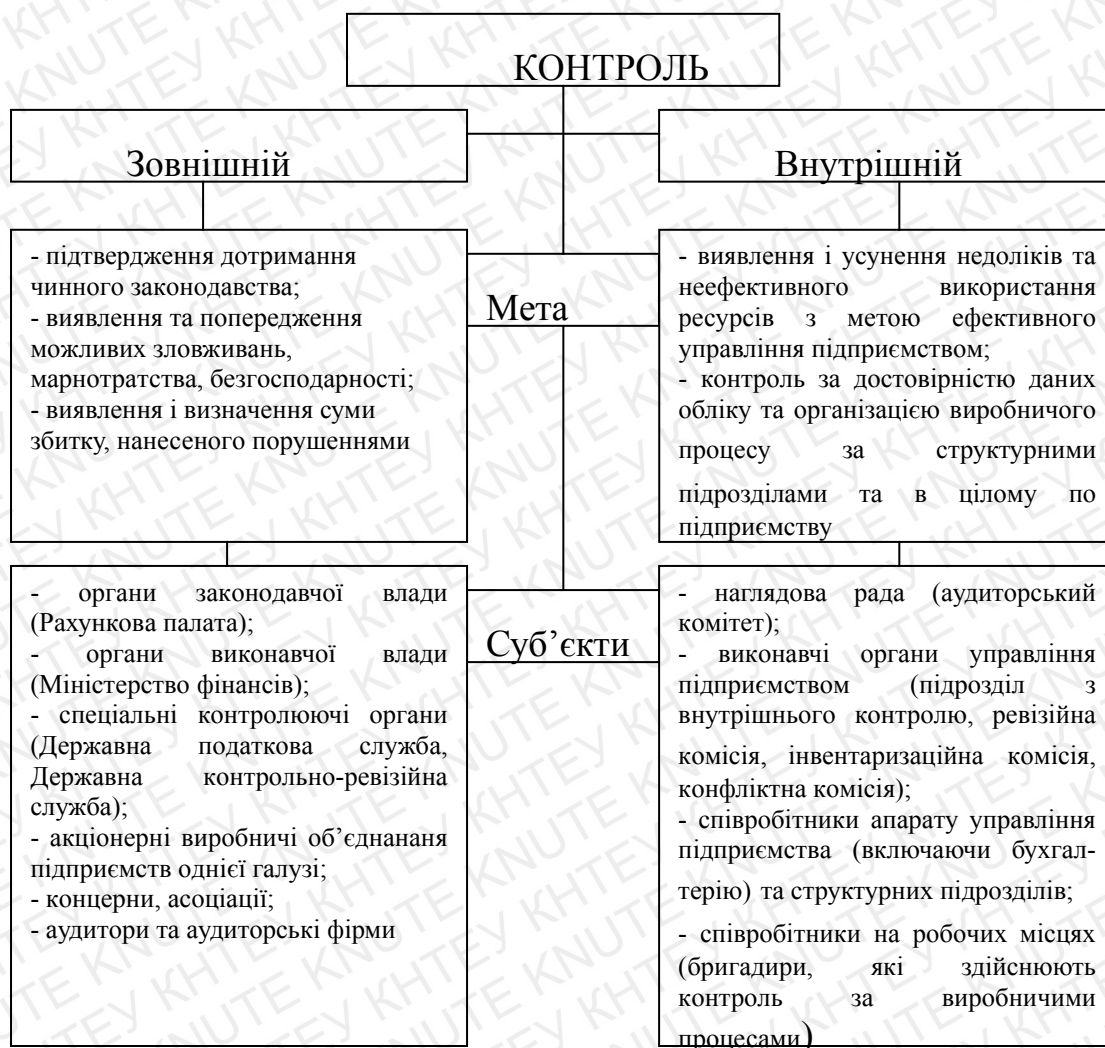 КОНТРОЛЬ
Зовнішній
Внутрішній
- підтвердження дотримання
чинного законодавства;
- виявлення та попередження
можливих зловживань,
марнотратства, безгосподарності;
- виявлення і визначення суми
збитку, нанесеного порушеннями
Мета
- виявлення і усунення недоліків та
неефективного використання
ресурсів з метою ефективного
управління підприємством;
- контроль за достовірністю даних
обліку та організацією виробничого
процесу за структурними
підрозділами та в цілому по
підприємству
- органи законодавчої влади
(Рахункова палата);
- органи виконавчої влади
(Міністерство фінансів);
- спеціальні контролюючі органи
(Державна податкова служба,
Державна контрольно-ревізійна
служба);
- акціонерні виробничі об’єднаная
підприємств однієї галузі;
- концерни, асоціації;
- аудитори та аудиторські фірми
Суб’єкти
- наглядова рада (аудиторський
комітет);
- виконавчі органи управління
підприємством (підрозділ з
внутрішнього контролю, ревізійна
комісія, інвентаризаційна комісія,
конфліктна комісія);
- співробітники апарату управління
підприємства (включаючи бухгал-
терію) та структурних підрозділів;
- співробітники на робочих місцях
(бригадири, які здійснюють
контроль за виробничими
процесами)